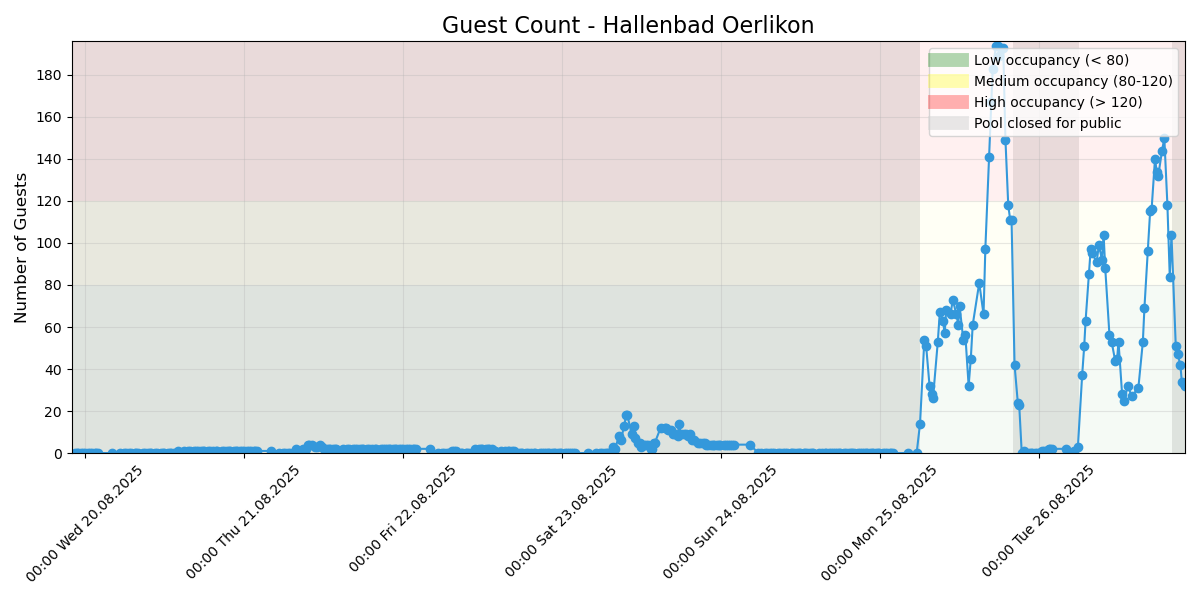 Guest Count - Hallenbad Oerlikon
Low occupancy (< 80)
Medium occupancy (80-120)
High occupancy (> 120)
Pool closed for public
Number of Guests
180
160
140
120
100
80
60
40
20
0
00:00 Wed 20.08.2025
00:00 Thu 21.08.2025
00:00 Fri 22.08.2025
00:00 Sat 23.08.2025
00:00 Sun 24.08.2025
00:00 Mon 25.08.2025
00:00 Tue 26.08.2025